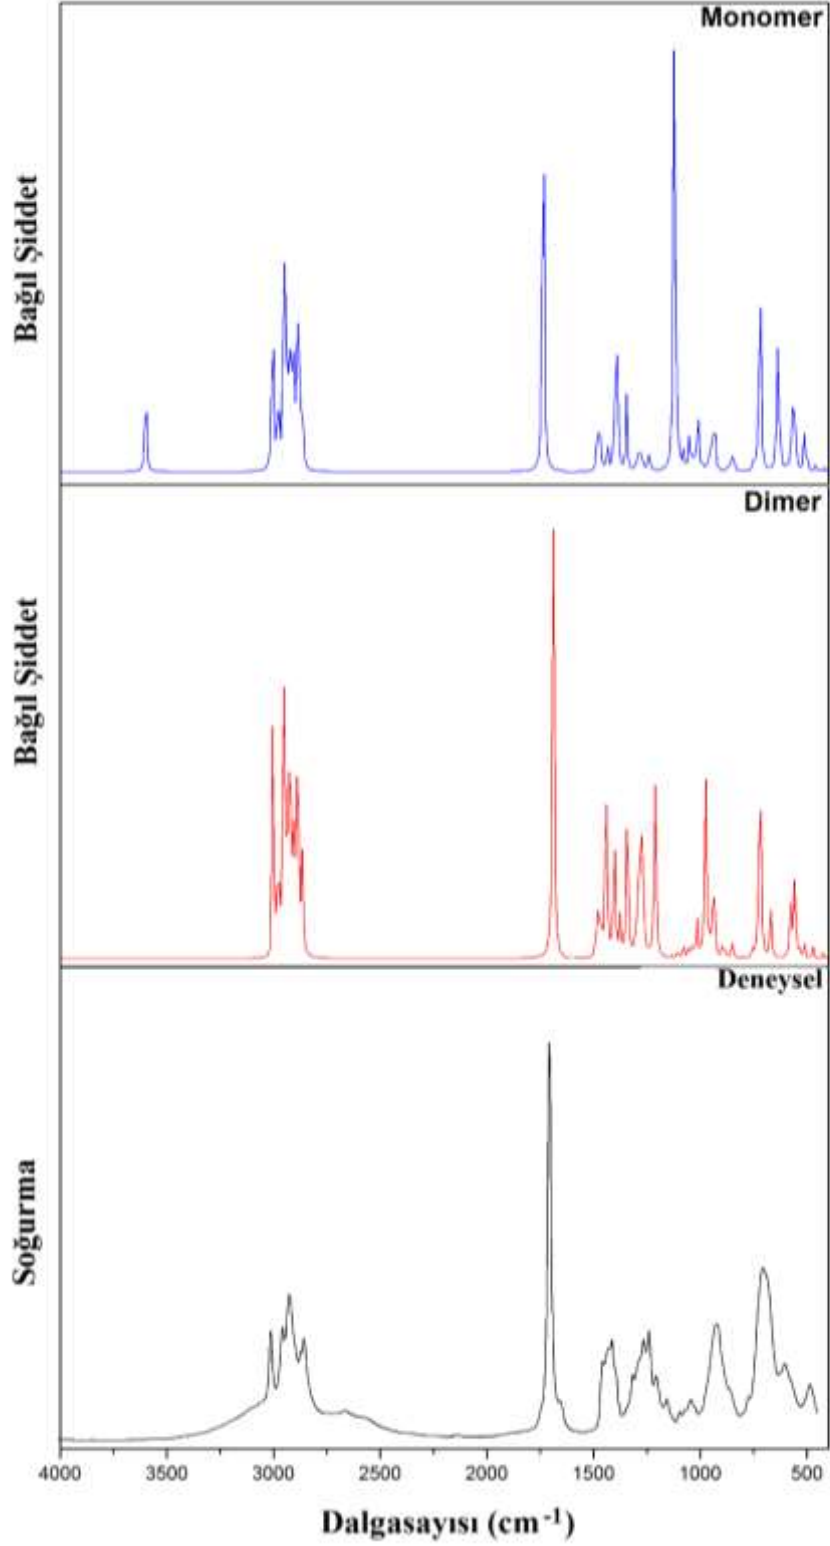 Monomer
Bağıl Şiddet
Dimer
Bağıl Şiddet
Deneysel
Soğurma
4000 3500 3000 2500 2000 1500 1000 500
Dalgasayısı (cm⁻¹)